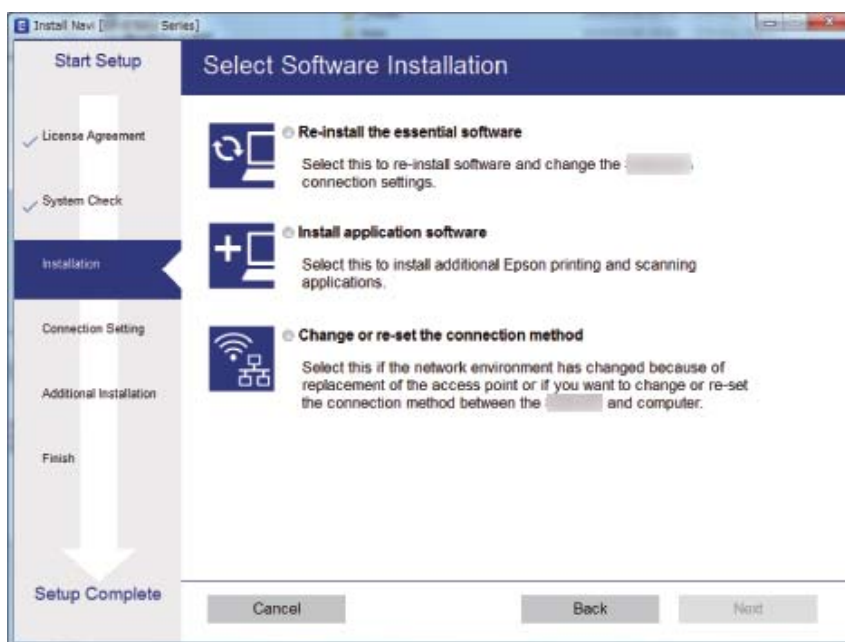 Install Navi [ Series]
Start Setup
Select Software Installation
License Agreement
System Check
Installation
Connection Setting
Additional Installation
Finish
Setup Complete
Re-install the essential software
Select this to re-install software and change the
connection settings.
Install application software
Select this to install additional Epson printing and scanning
applications.
Change or re-set the connection method
Select this if the network environment has changed because of
replacement of the access point or if you want to change or re-set
the connection method between the and computer.
Cancel
Back
Next